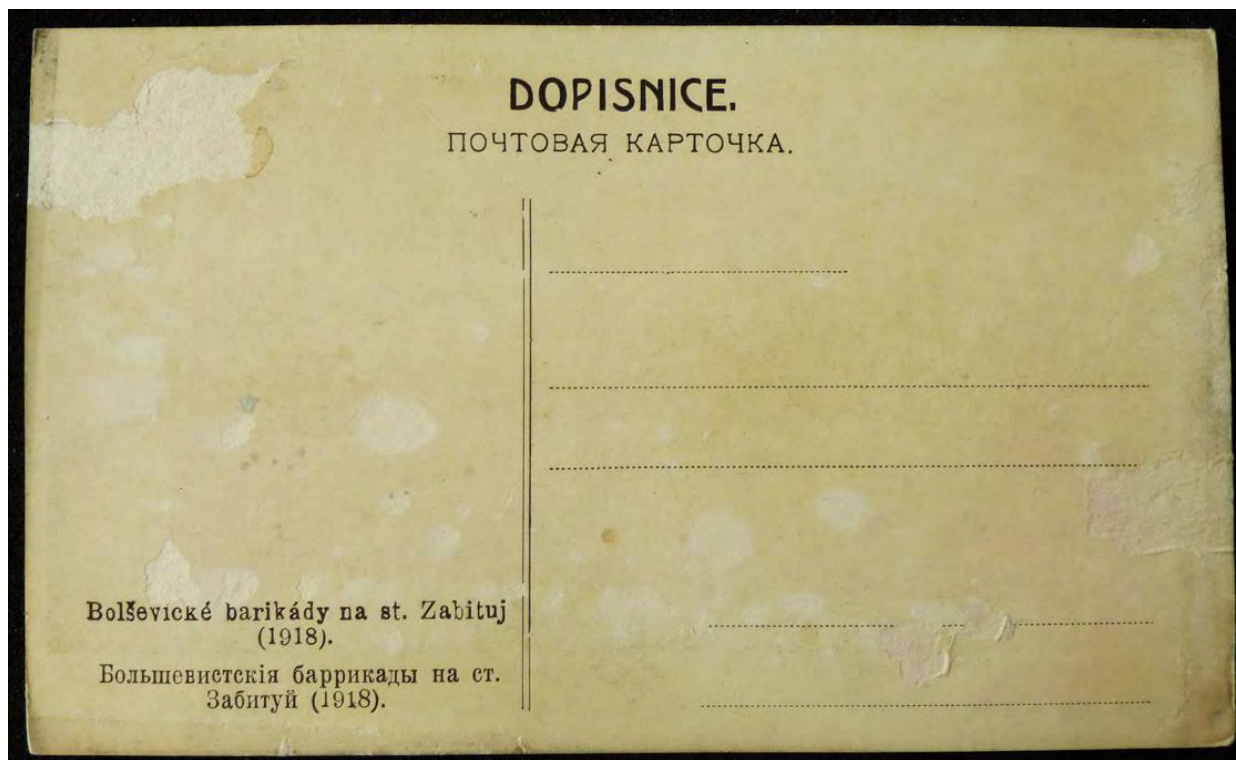 DOPISNICE.
ПОЧТОВАЯ КАРТОЧКА.
Bolševické barikády na st. Zabituj
(1918).
Большевистскія баррикады на ст.
Забитуй (1918).